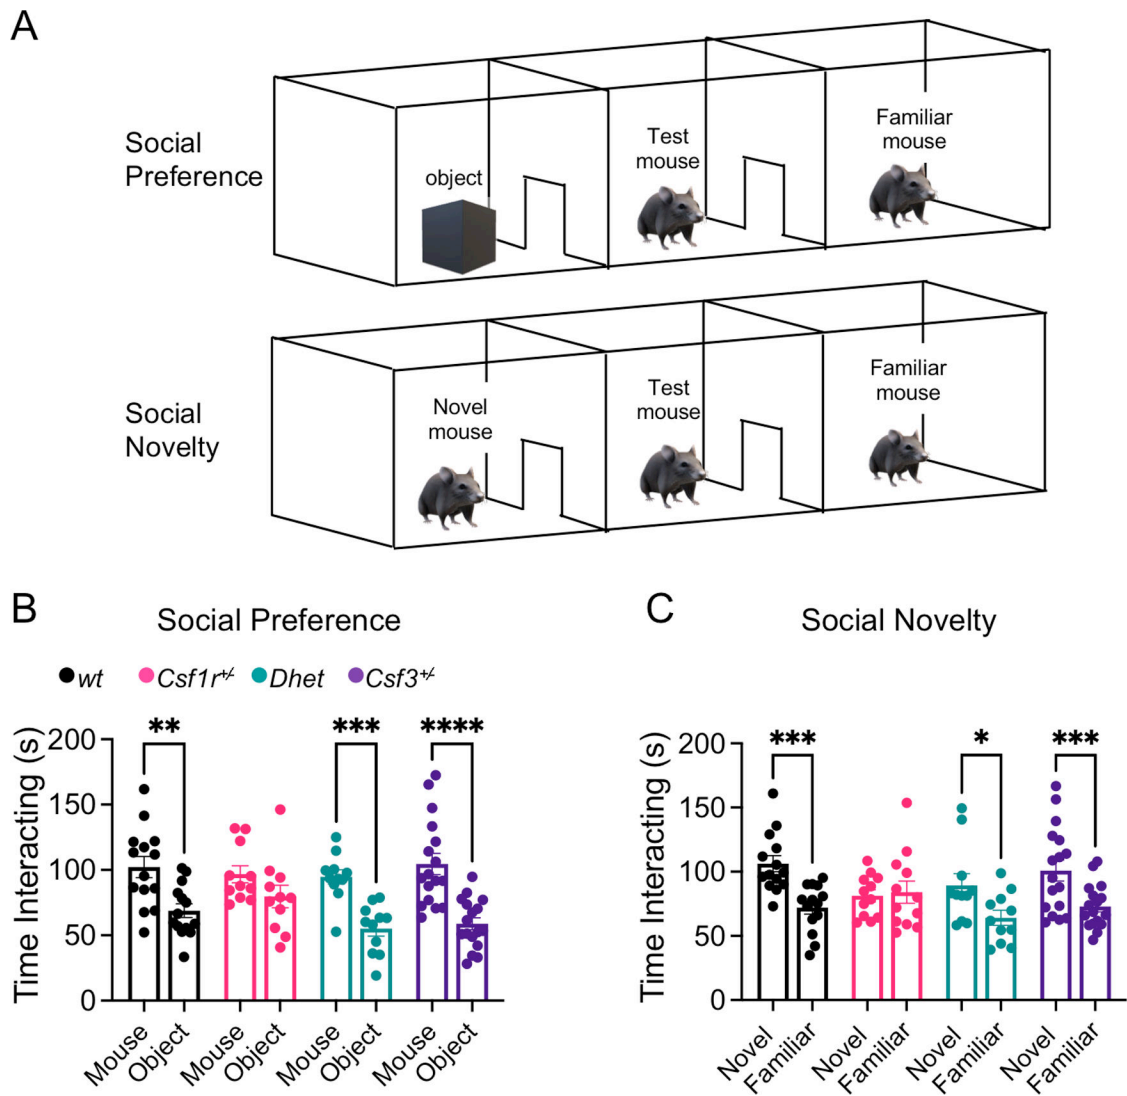 A
Social
Preference
object
Test
mouse
Familiar
mouse
Social
Novelty
Novel
mouse
Test
mouse
Familiar
mouse
B
Social Preference
wt Csf1r+/- Dhet Csf3+/-
** *** ****
Time Interacting (s)
200
150
100
50
0
Mouse Object Mouse Object Mouse Object Mouse Object
C
Social Novelty
*** * ***
Time Interacting (s)
200
150
100
50
0
Novel Familiar Novel Familiar Novel Familiar Novel Familiar